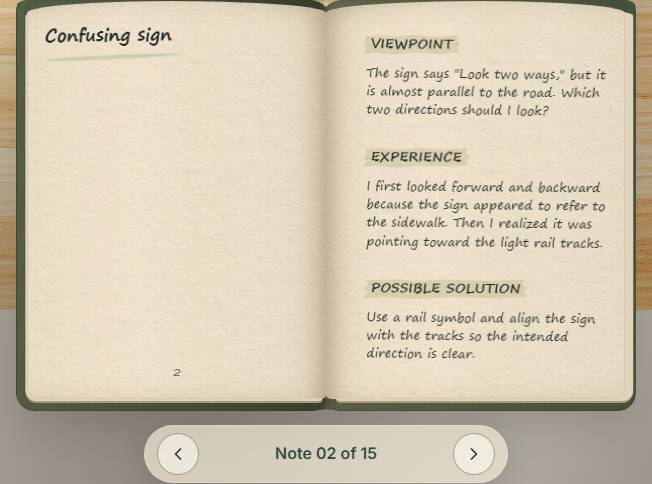 Confusing sign
2
VIEWPOINT
The sign says "Look two ways," but it
is almost parallel to the road. Which
two directions should I look?
EXPERIENCE
I first looked forward and backward
because the sign appeared to refer to
the sidewalk. Then I realized it was
pointing toward the light rail tracks.
POSSIBLE SOLUTION
Use a rail symbol and align the sign
with the tracks so the intended
direction is clear.
Note 02 of 15